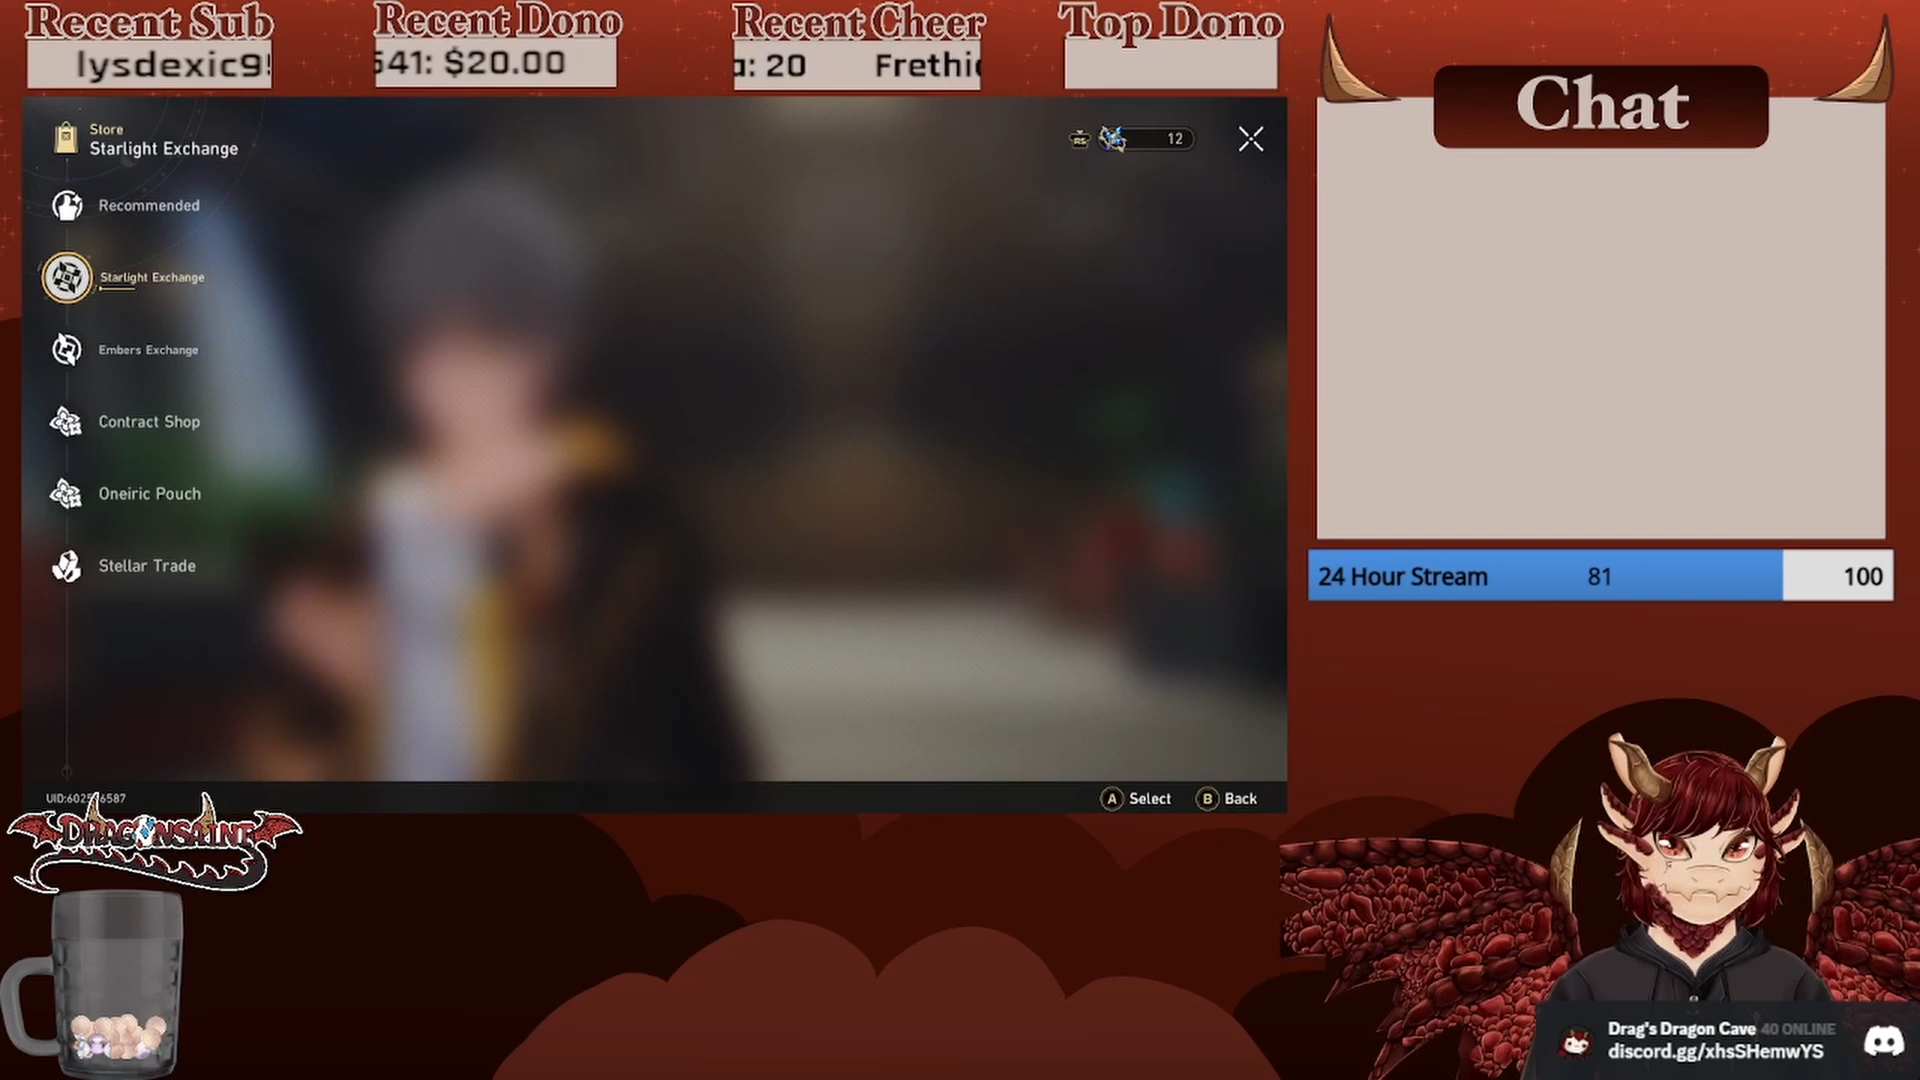 Recent Sub
Recent Dono
Recent Cheer
Top Dono
lysdexic9
541: $20.00
a: 20 Frethi
Chat
Store
Starlight Exchange
12
Recommended
Starlight Exchange
Embers Exchange
Contract Shop
Oneiric Pouch
Stellar Trade
24 Hour Stream 81 100
A Select B Back
DRAGONSAINT
Drag's Dragon Cave 40 ONLINE
discord.gg/xhsSHemwYS